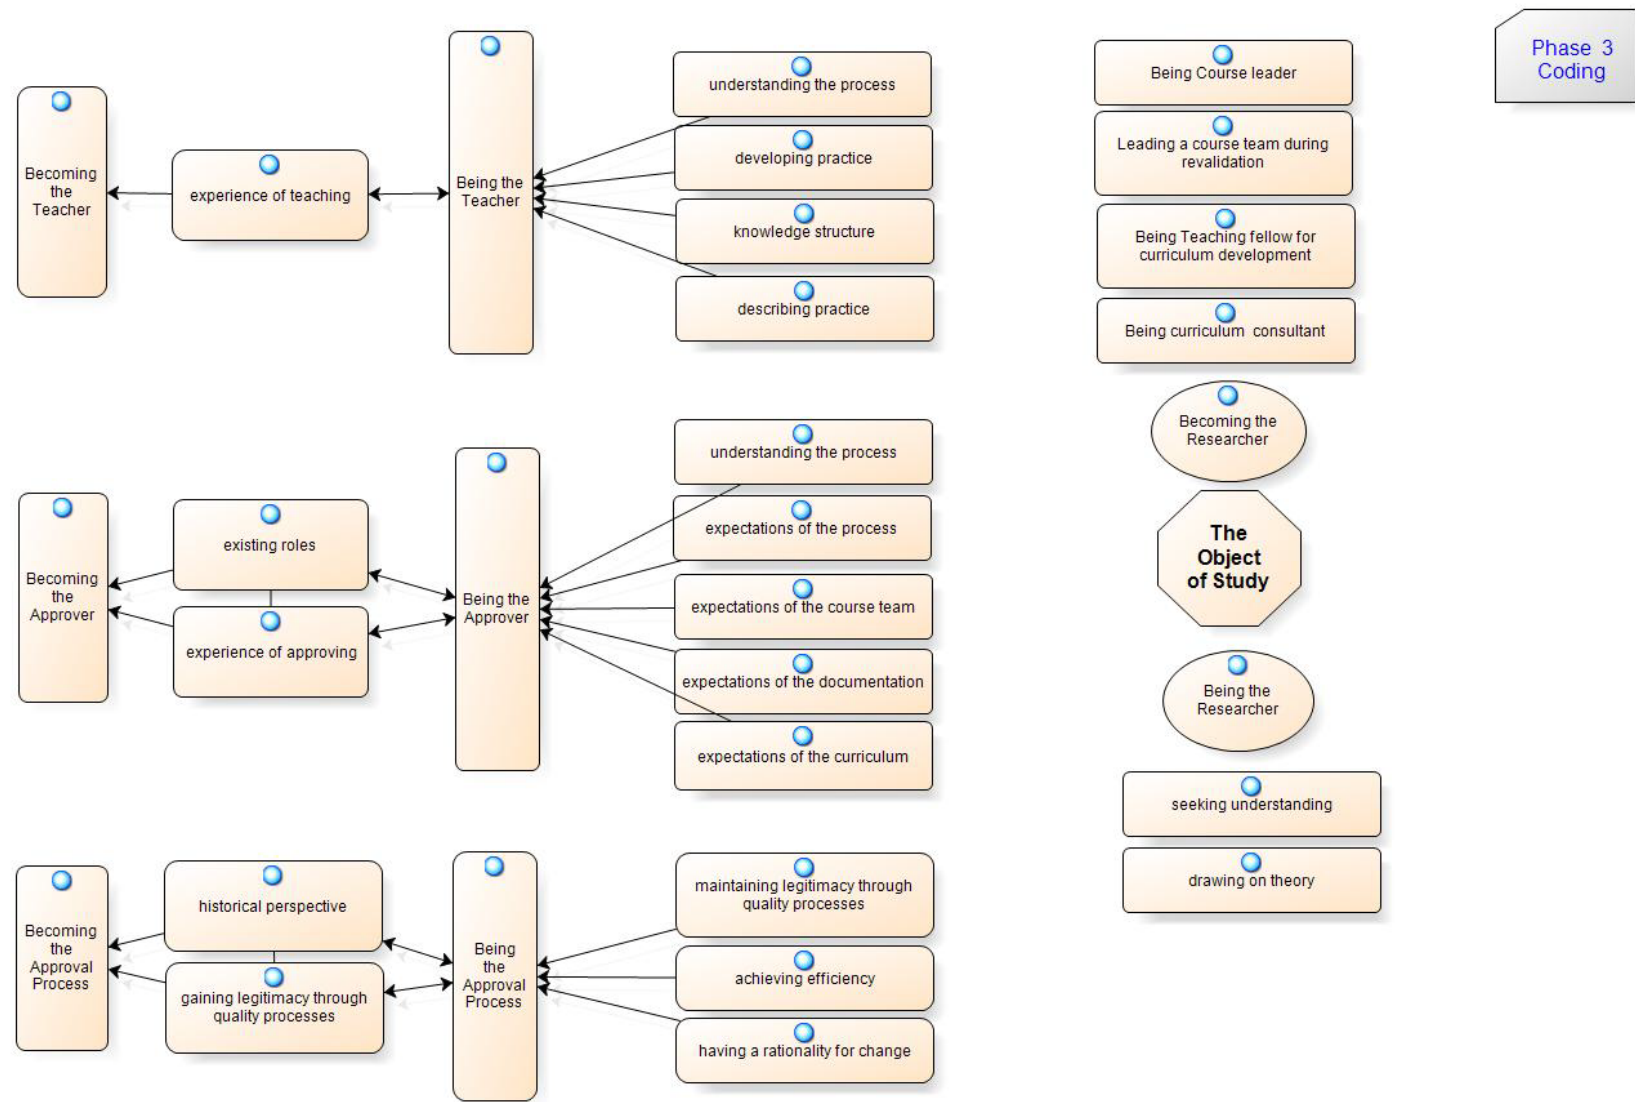 Phase 3
Coding
Becoming
the
Teacher
experience of teaching
Being the
Teacher
understanding the process
developing practice
knowledge structure
describing practice
Becoming
the
Approver
existing roles
experience of approving
Being the
Approver
understanding the process
expectations of the process
expectations of the course team
expectations of the documentation
expectations of the curriculum
Becoming
the
Approval
Process
historical perspective
gaining legitimacy through
quality processes
Being
the
Approval
Process
maintaining legitimacy through
quality processes
achieving efficiency
having a rationality for change
Being Course leader
Leading a course team during
revalidation
Being Teaching fellow for
curriculum development
Being curriculum consultant
Becoming the
Researcher
The
Object
of Study
Being the
Researcher
seeking understanding
drawing on theory